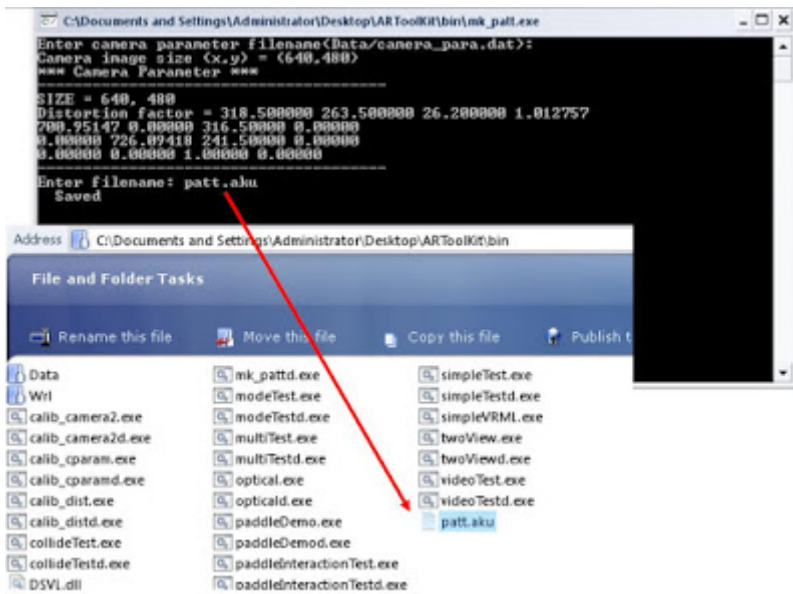 C:\Documents and Settings\Administrator\Desktop\ARToolKit\bin\mk_patt.exe
Enter camera parameter filename(Data/camera_para.dat):
Camera image size (x,y) = (640,480)
*** Camera Parameter ***
--------------------------------------
SIZE = 640, 480
Distortion factor = 318.500000 263.500000 26.200000 1.012757
700.95147 0.00000 316.50000 0.00000
0.00000 726.09418 241.50000 0.00000
0.00000 0.00000 1.00000 0.00000
--------------------------------------
Enter filename: patt.aku
Saved
Address C:\Documents and Settings\Administrator\Desktop\ARToolKit\bin
File and Folder Tasks
Rename this file Move this file Copy this file Publish t
Data mk_pattd.exe simpleTest.exe
Wrl modeTest.exe simpleTestd.exe
calib_camera2.exe modeTestd.exe simpleVRML.exe
calib_camera2d.exe multiTest.exe twoView.exe
calib_cparam.exe multiTestd.exe twoViewd.exe
calib_cparamd.exe optical.exe videoTest.exe
calib_dist.exe opticald.exe videoTestd.exe
calib_distd.exe paddleDemo.exe patt.aku
collideTest.exe paddleDemod.exe
collideTestd.exe paddleInteractionTest.exe
DSVL.dll paddleInteractionTestd.exe